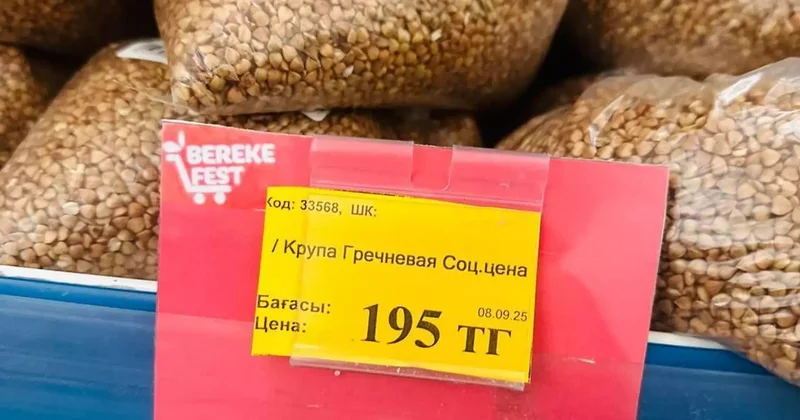 BEREKE
FEST
Код: 33568, ШК:
/ Крупа Гречневая Соц.цена
Бағасы:
Цена:
195 тг
08.09.25